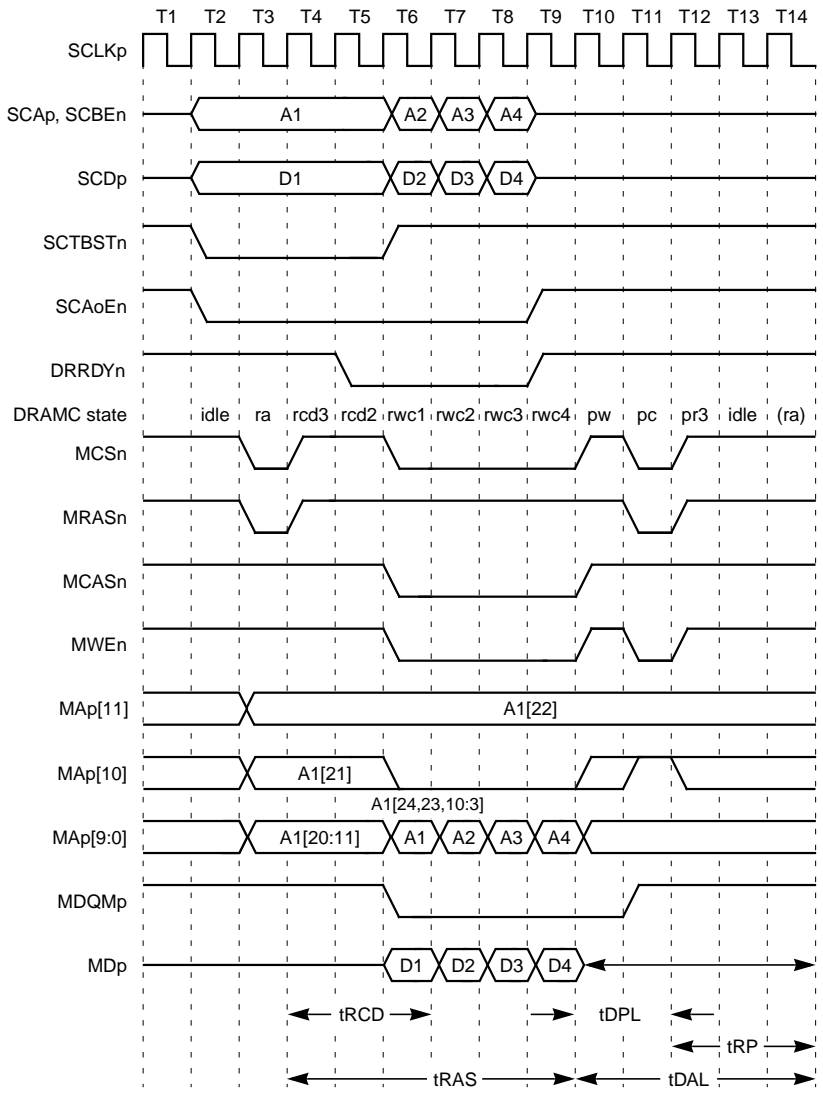 T1 T2 T3 T4 T5 T6 T7 T8 T9 T10 T11 T12 T13 T14
SCLKp
SCAp, SCBEn A1 A2 A3 A4
SCDp D1 D2 D3 D4
SCTBSTn
SCAoEn
DRRDYn
DRAMC state idle ra rcd3 rcd2 rwc1 rwc2 rwc3 rwc4 pw pc pr3 idle (ra)
MCSn
MRASn
MCASn
MWEn
MAp[11] A1[22]
MAp[10] A1[21]
A1[24,23,10:3]
MAp[9:0] A1[20:11] A1 A2 A3 A4
MDQMp
MDp D1 D2 D3 D4
tRCD tDPL
tRP
tRAS tDAL